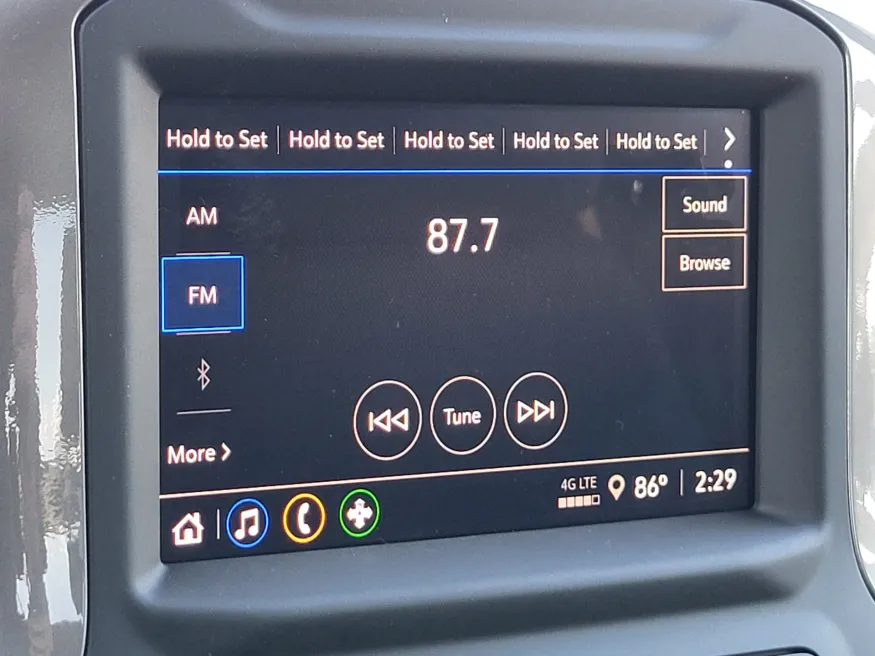 Hold to Set Hold to Set Hold to Set Hold to Set Hold to Set
AM
87.7
Sound
FM
Browse
Tune
More
4G LTE
86° 2:29